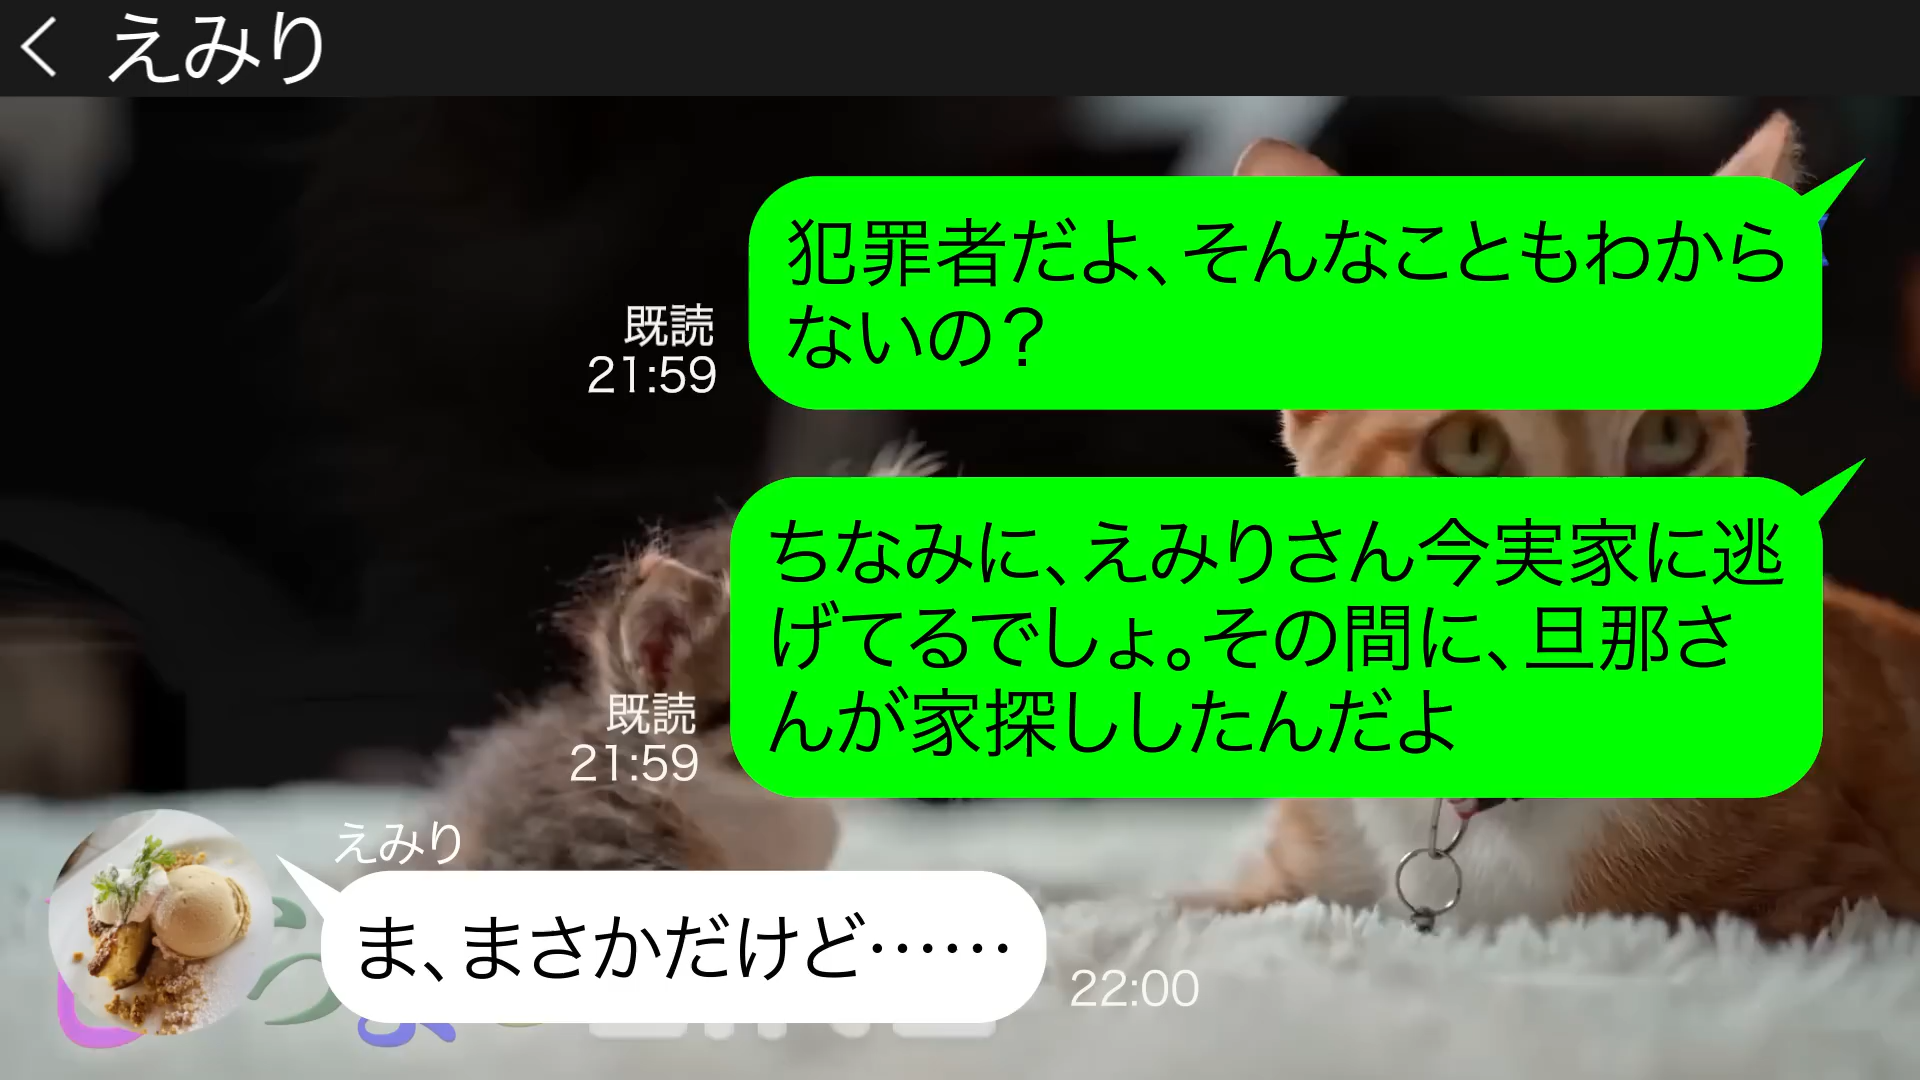 えみり
犯罪者だよ、そんなこともわから
ないの？
既読
21:59
ちなみに、えみりさん今実家に逃
げてるでしょ。その間に、旦那さ
んが家探ししたんだよ
既読
21:59
えみり
ま、まさかだけど……
22:00